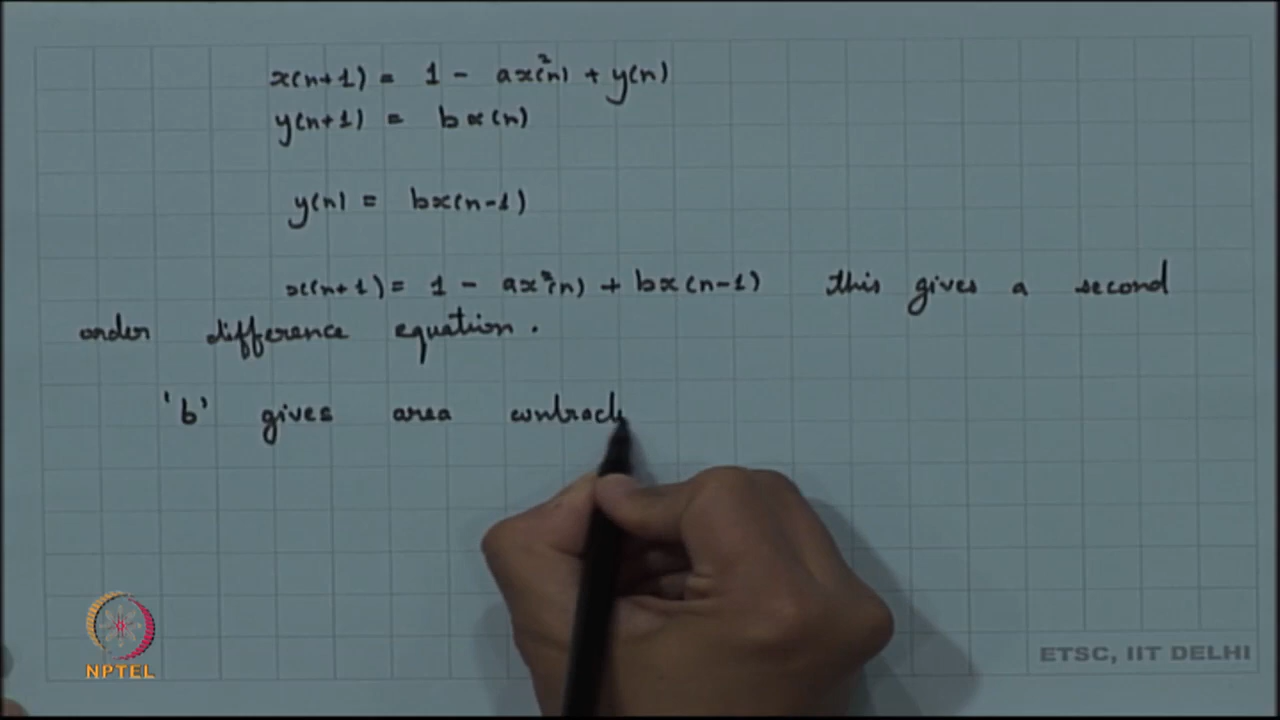 x(n+1) = 1 - ax²(n) + y(n)
y(n+1) = bx(n)
y(n) = bx(n-1)
x(n+1) = 1 - ax²(n) + bx(n-1) this gives a second
order difference equation.
'b' gives area contract
NPTEL
ETSC, IIT DELHI